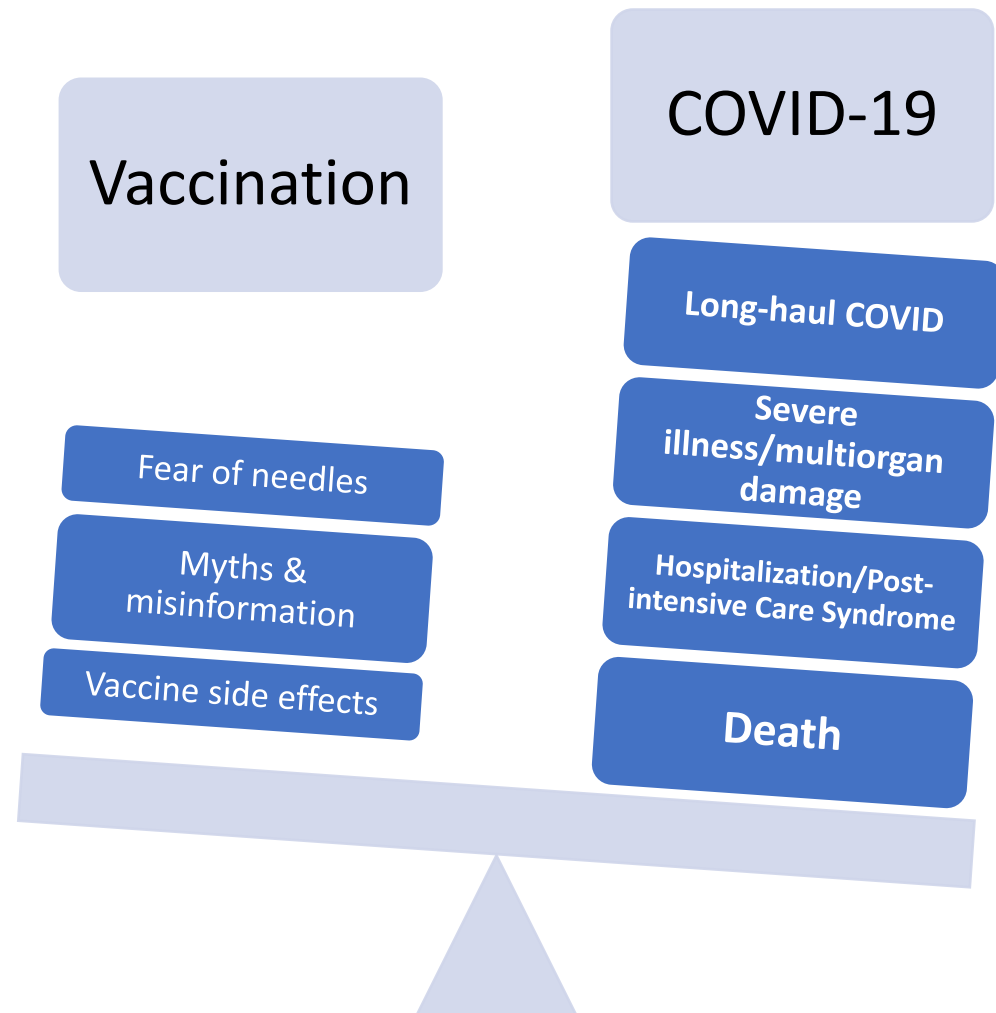 Vaccination
Fear of needles
Myths &
misinformation
Vaccine side effects
COVID-19
Long-haul COVID
Severe
illness/multiorgan
damage
Hospitalization/Post-
intensive Care Syndrome
Death